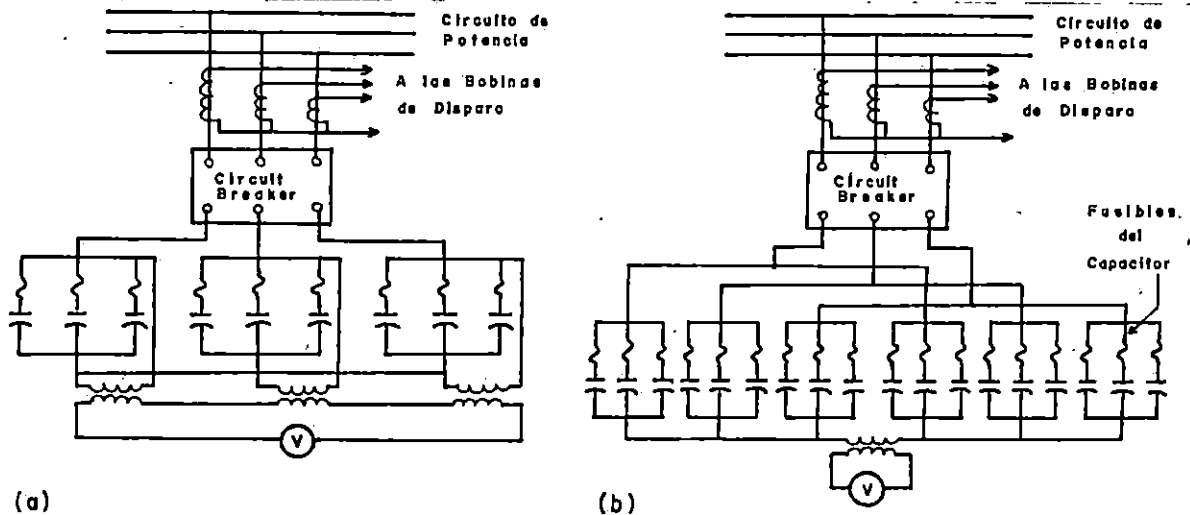 Circuito de
Potencia
A las Bobinas
de Disparo
Circuit
Breaker
V
(a)
Circuito de
Potencia
A las Bobinas
de Disparo
Círcuit
Breaker
Fusibles.
del
Capacitor
V
(b)